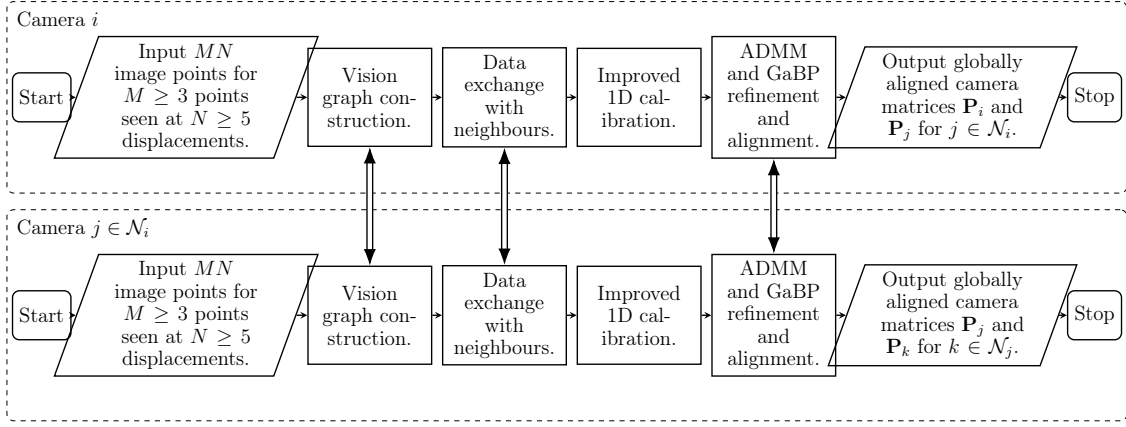 Camera i
Start
Input MN
image points for
M ≥ 3 points
seen at N ≥ 5
displacements.
Vision
graph con-
struction.
Data
exchange
with
neighbours.
Improved
1D cal-
ibration.
ADMM
and GaBP
refinement
and
alignment.
Output globally
aligned camera
matrices P_i and
P_j for j ∈ N_i.
Stop
Camera j ∈ N_i
Start
Input MN
image points for
M ≥ 3 points
seen at N ≥ 5
displacements.
Vision
graph con-
struction.
Data
exchange
with
neighbours.
Improved
1D cal-
ibration.
ADMM
and GaBP
refinement
and
alignment.
Output globally
aligned camera
matrices P_j and
P_k for k ∈ N_j.
Stop